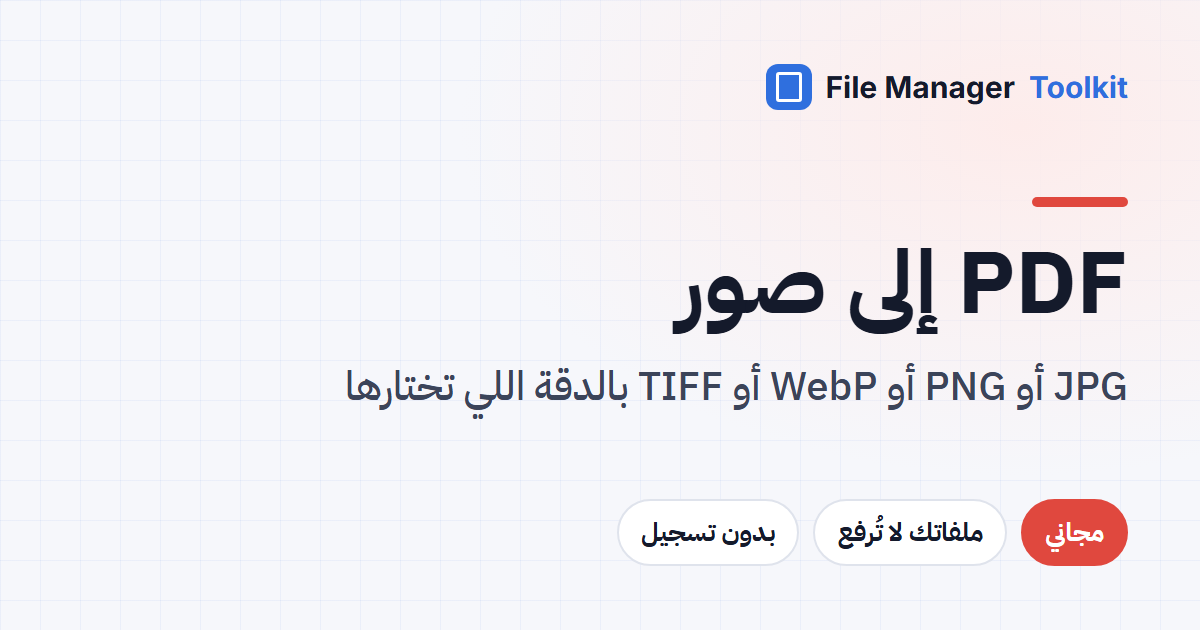 File Manager Toolkit
PDF إلى صور
JPG أو PNG أو WebP أو TIFF بالدقة اللي تختارها
مجاني
ملفاتك لا تُرفع
بدون تسجيل